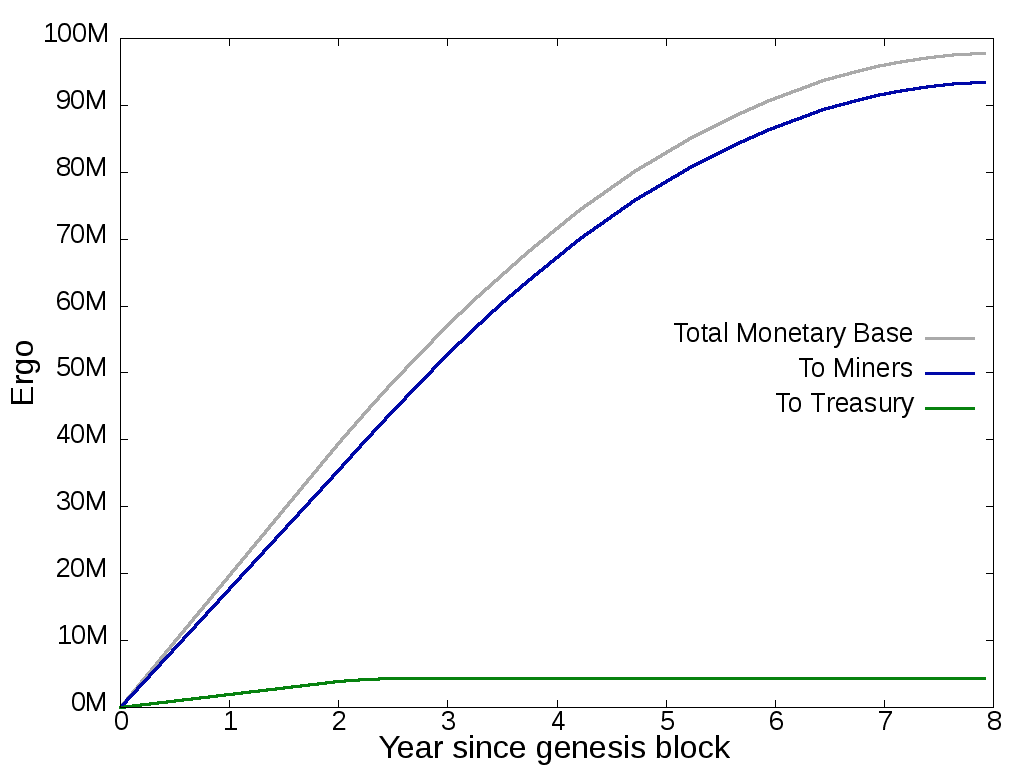 100M
90M
80M
70M
60M
50M
40M
30M
20M
10M
0M
Ergo
Total Monetary Base
To Miners
To Treasury
0 1 2 3 4 5 6 7 8
Year since genesis block